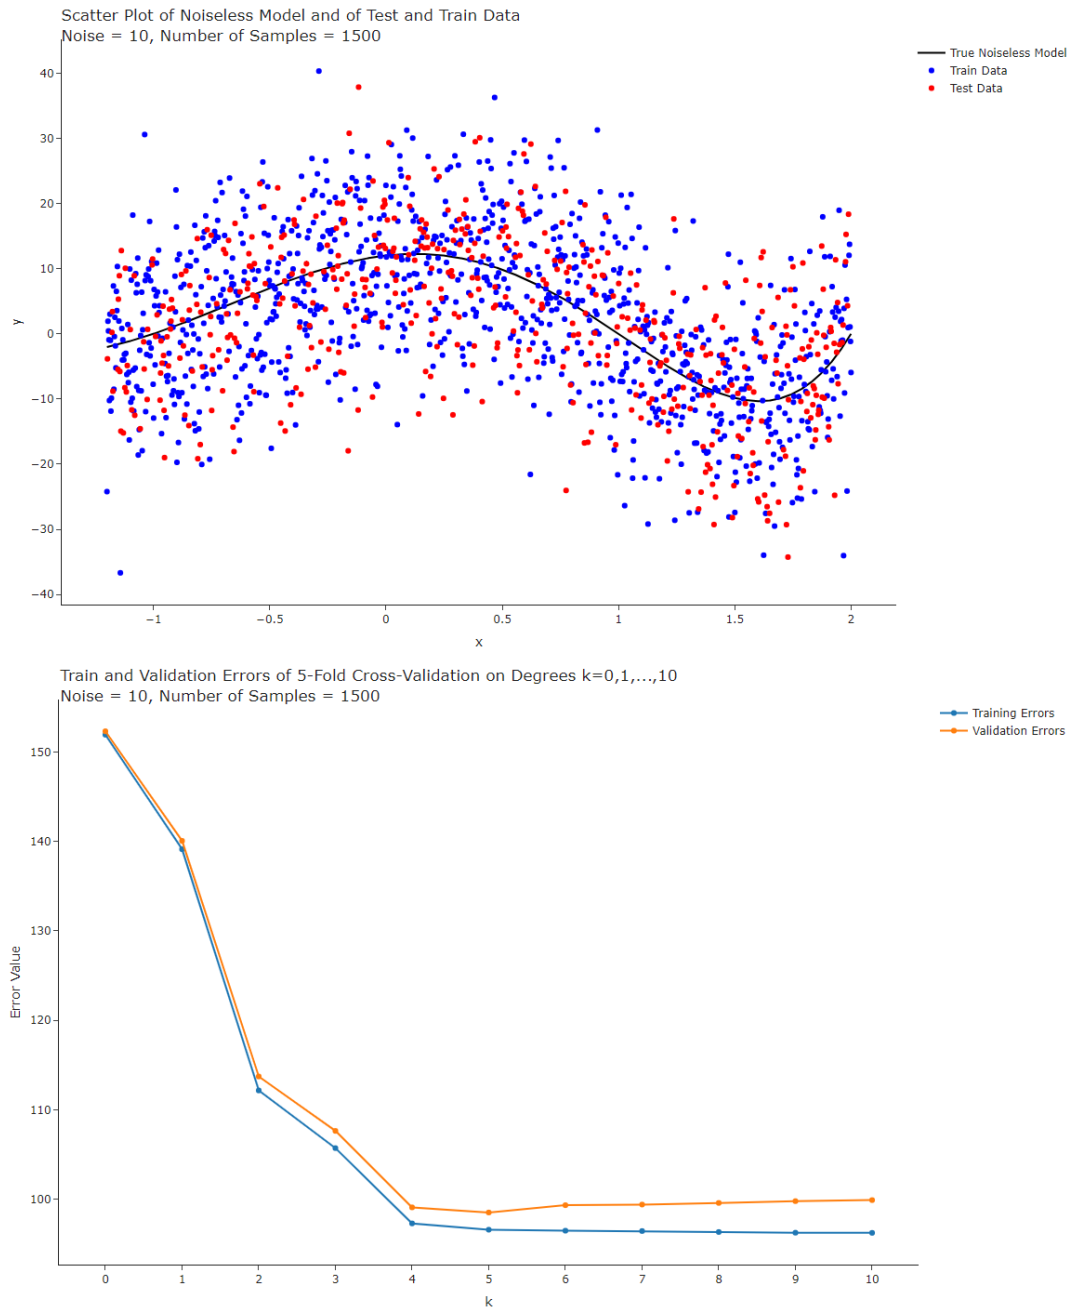 Scatter Plot of Noiseless Model and of Test and Train Data
Noise = 10, Number of Samples = 1500
True Noiseless Model
Train Data
Test Data
40
30
20
10
0
−10
−20
−30
−40
y
−1
−0.5
0
0.5
1
1.5
2
x
Train and Validation Errors of 5-Fold Cross-Validation on Degrees k=0,1,...,10
Noise = 10, Number of Samples = 1500
Training Errors
Validation Errors
150
140
130
120
110
100
Error Value
0
1
2
3
4
5
6
7
8
9
10
k